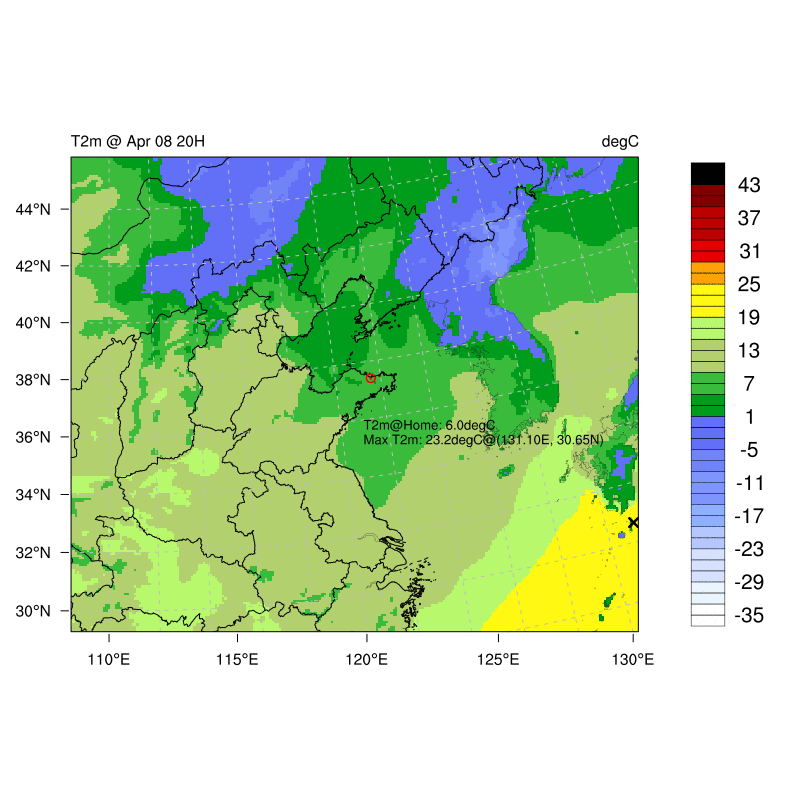 T2m @ Apr 08 20H degC
43
44°N
37
31
42°N
25
40°N
19
13
38°N
7
T2m@Home: 6.0degC
1
36°N
Max T2m: 23.2degC@(131.10E, 30.65N)
-5
-11
34°N
-17
32°N
-23
-29
30°N
-35
110°E 115°E 120°E 125°E 130°E